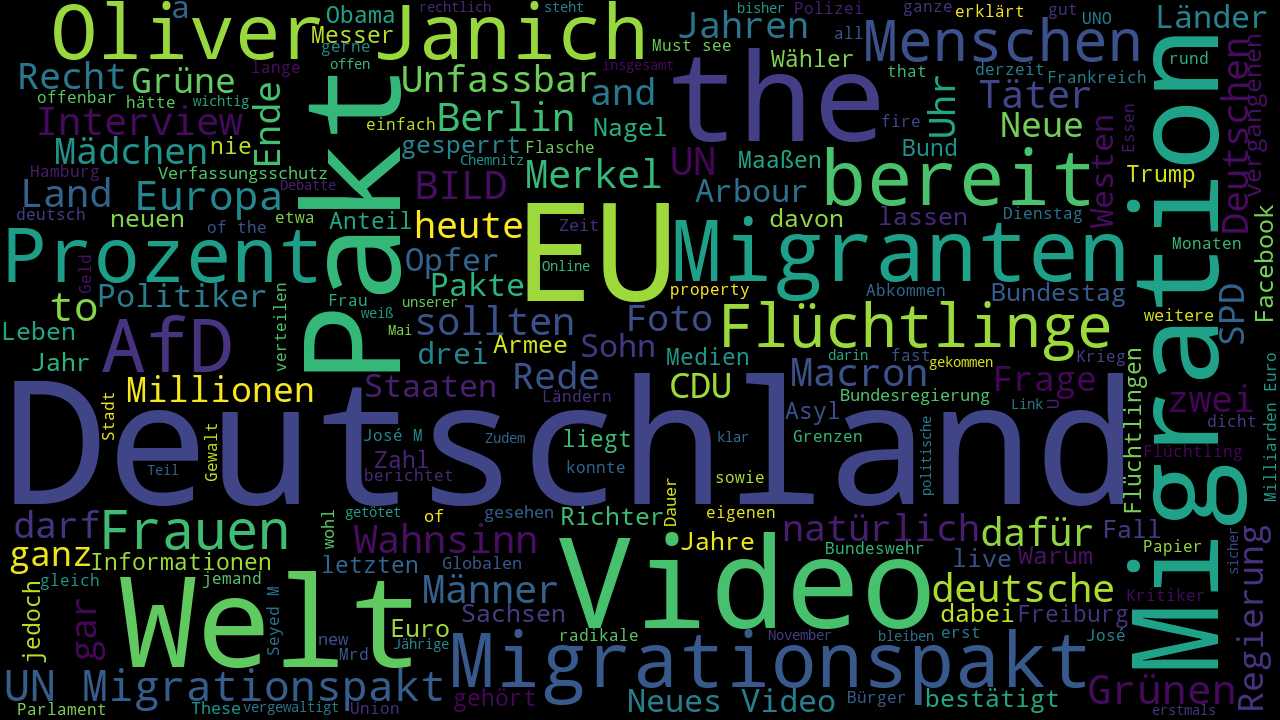 Oliver Janich
a
rechtlich
steht
bisher
Polizei
ganze
erklärt
gut
UNO
Länder
Obama
Messer
gerne
offen
Must see
all
Jahren
Menschen
Wähler
that
derzeit
Frankreich
rund
Recht
Grüne
lange
Unfassbar
insgesamt
and
the
Täter
Uhr
offenbar
hätte
wichtig
Ende
Pakt
einfach
Berlin
Nagel
fire
Neue
Essen
Interview
Mädchen
nie
gesperrt
Flasche
Chemnitz
Bund
Westen
Deutschen
vergangenen
Hamburg
Verfassungsschutz
Debatte
BILD
Merkel
UN
Maaßen
Arbour
bereit
Trump
Migration
Land
Europa
deutsch
neuen
of the
etwa
Anteil
heute
EU
Zeit
davon
lassen
Dienstag
Monaten
Facebook
Prozent
Geld
Opfer
Online
Migranten
to
Politiker
verteilen
Frau
weiß
unserer
Pakte
property
Abkommen
Bundestag
weitere
SPD
Leben
AfD
Mai
sollten
Foto
Flüchtlinge
Jahr
drei
Armee
Sohn
Medien
darin
fast
gekommen
Krieg
Millionen
Staaten
Ländern
Rede
CDU
Macron
Bundesregierung
Frage
Link
U
zwei
dicht
Milliarden Euro
Deutschland
Stadt
Gewalt
Teil
José M
Zudem
liegt
klar
Asyl
Grenzen
politische
Flüchtlingen
Flüchtling
Zahl
berichtet
konnte
sowie
darf
Frauen
wohl
getötet
of
gesehen
Richter
Dauer
eigenen
natürlich
dafür
Fall
Regierung
ganz
Informationen
Wahnsinn
Jahre
Bundeswehr
live
Warum
Papier
sicher
jedoch
gleich
gar
jemand
letzten
Globalen
Männer
Video
deutsche
Kritiker
Welt
Seyed M
Sachsen
dabei
Freiburg
new
Mrd
Euro
Jährige
radikale
November
bleiben
erst
José
UN Migrationspakt
gehört
Migrationspakt
Neues Video
Bürger
bestätigt
Grünen
Parlament
These
vergewaltigt
Union
erstmals